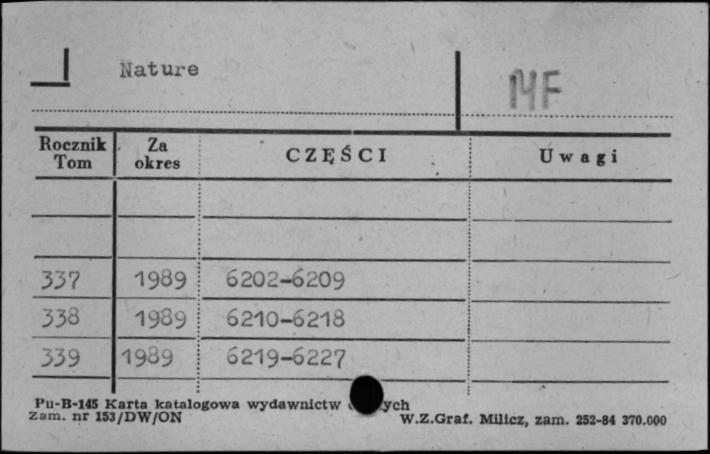 Nature
MF
Rocznik Tom Za okres CZĘŚCI Uwagi
337 1989 6202-6209
338 1989 6210-6218
339 1989 6219-6227
Pu-B-145 Karta katalogowa wydawnictw
Zam. nr 153/DW/ON W.Z.Graf. Milicz, zam. 252-84 370.000